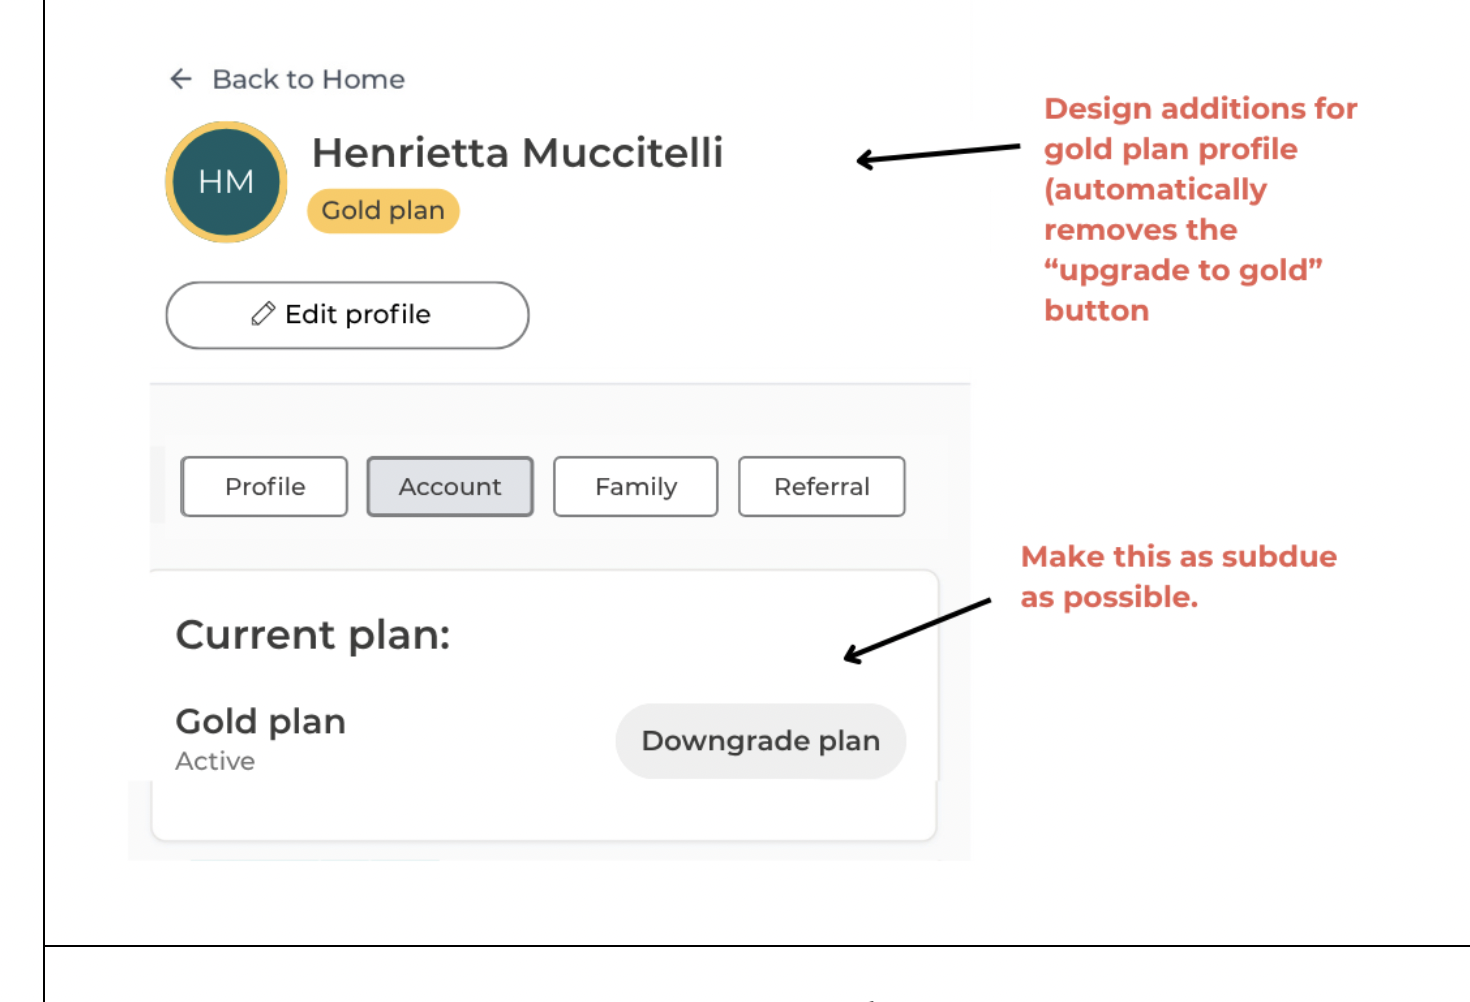 ← Back to Home
HM
Henrietta Muccitelli
Gold plan
Edit profile
Design additions for
gold plan profile
(automatically
removes the
“upgrade to gold”
button
Profile
Account
Family
Referral
Make this as subdue
as possible.
Current plan:
Gold plan
Active
Downgrade plan